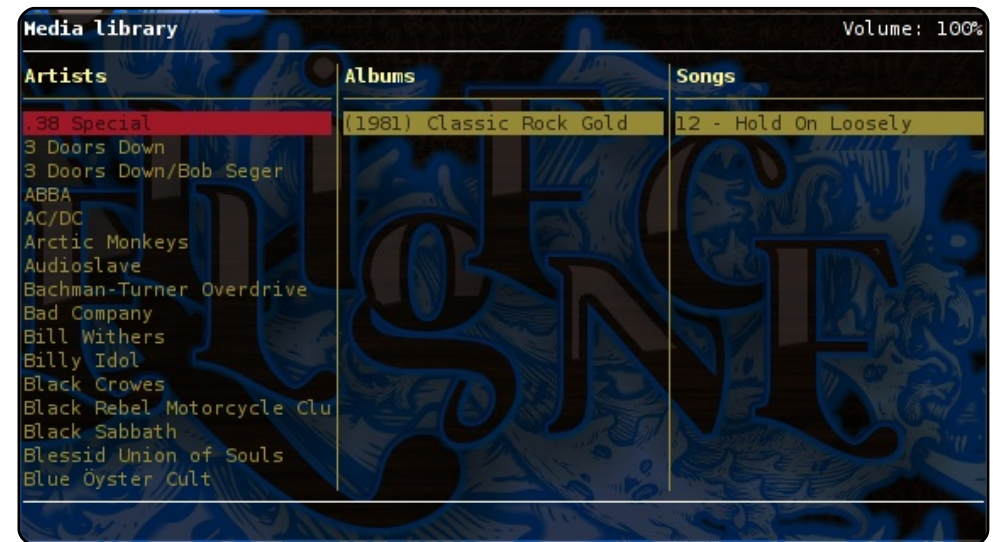 Media library Volume: 100%
Artists Albums Songs
.38 Special (1981) Classic Rock Gold 12 - Hold On Loosely
3 Doors Down
3 Doors Down/Bob Seger
ABBA
AC/DC
Arctic Monkeys
Audioslave
Bachman-Turner Overdrive
Bad Company
Bill Withers
Billy Idol
Black Crowes
Black Rebel Motorcycle Clu
Black Sabbath
Blessid Union of Souls
Blue Öyster Cult